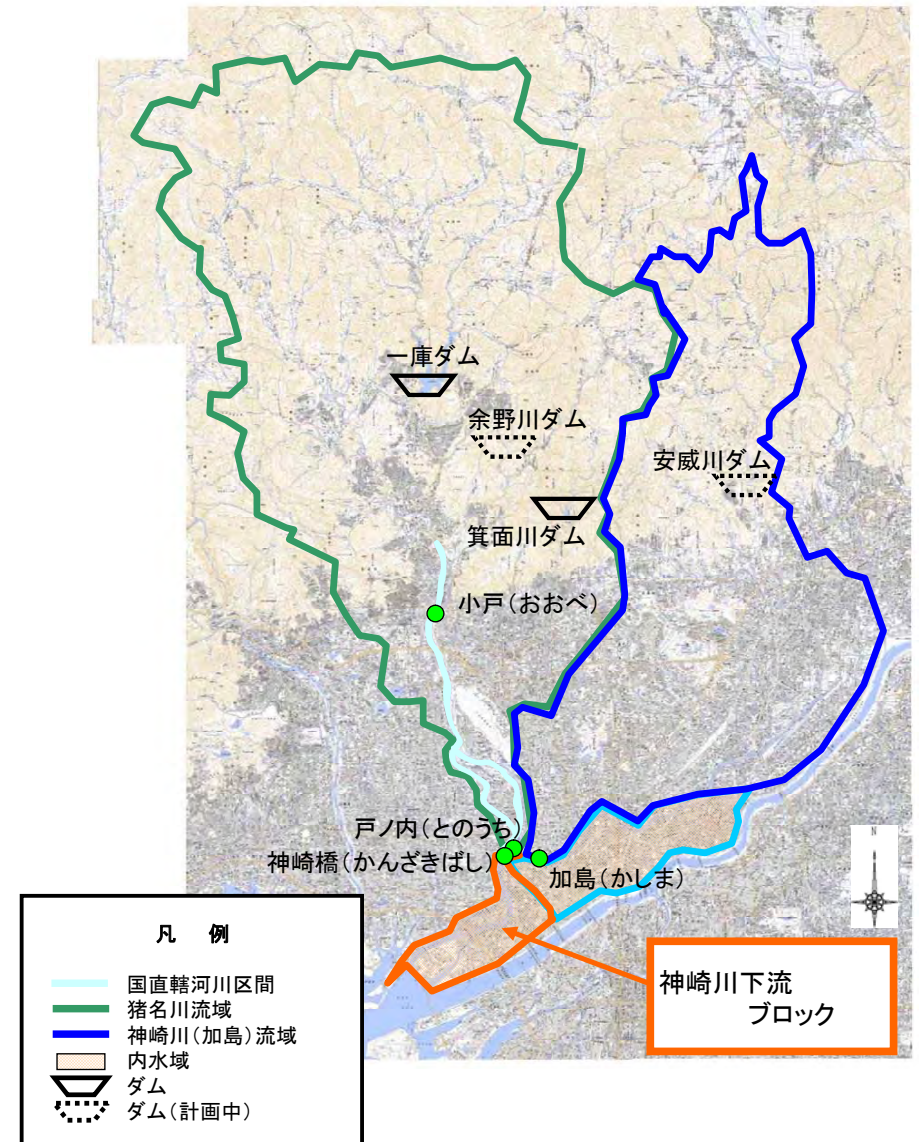 一庫ダム
余野川ダム
安威川ダム
箕面川ダム
小戸(おおべ)
戸ノ内(とのうち)
神崎橋(かんざきばし)
加島(かしま)
N
神崎川下流
ブロック
凡 例
国直轄河川区間
猪名川流域
神崎川(加島)流域
内水域
ダム
ダム(計画中)